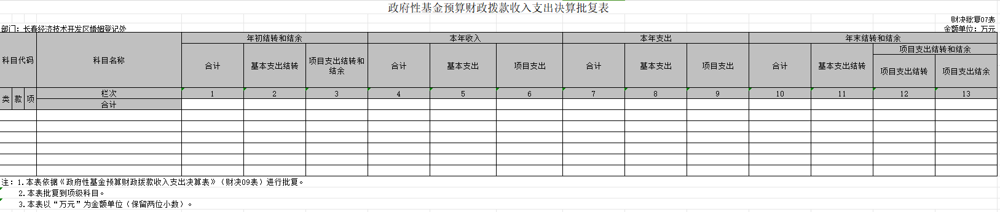 政府性基金预算财政拨款收入支出决算批复表
财决批复07表
部门：长春经济技术开发区婚姻登记处
金额单位：万元
科目代码 科目名称 年初结转和结余 本年收入 本年支出 年末结转和结余
合计 基本支出结转 项目支出结转和结余 合计 基本支出 项目支出 合计 基本支出 项目支出 合计 基本支出结转 项目支出结转和结余
项目支出结转 项目支出结余
类 款 项 栏次 1 2 3 4 5 6 7 8 9 10 11 12 13
合计
注：1.本表依据《政府性基金预算财政拨款收入支出决算表》（财决09表）进行批复。
2.本表批复到项级科目。
3.本表以“万元”为金额单位（保留两位小数）。